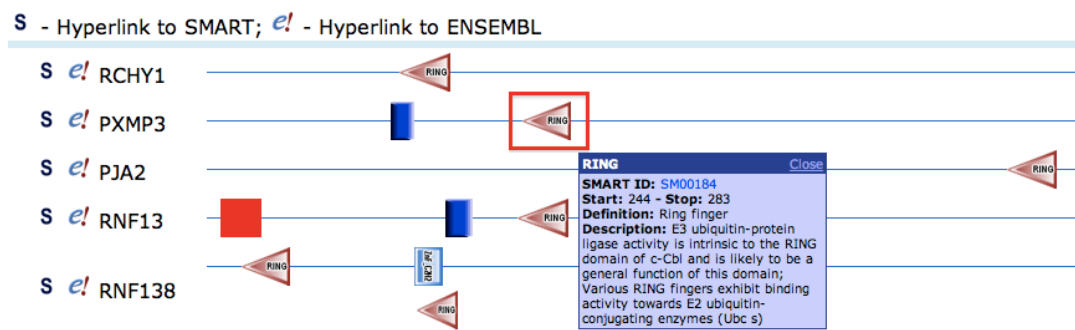 S - Hyperlink to SMART; e! - Hyperlink to ENSEMBL
S e! RCHY1 RING
S e! PXMP3 RING
S e! PJA2 RING
RING Close
SMART ID: SM00184
Start: 244 - Stop: 283
Definition: Ring finger
Description: E3 ubiquitin-protein
ligase activity is intrinsic to the RING
domain of c-Cbl and is likely to be a
general function of this domain;
Various RING fingers exhibit binding
activity towards E2 ubiquitin-
conjugating enzymes (Ubc s)
S e! RNF13 RING
RING
S e! RNF138
RING